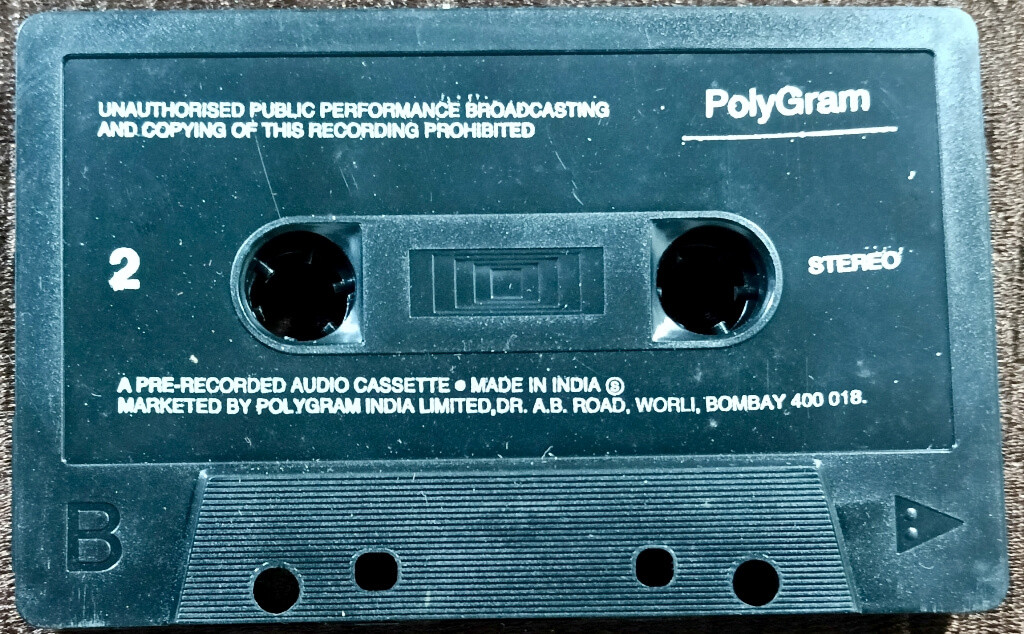 UNAUTHORISED PUBLIC PERFORMANCE BROADCASTING
AND COPYING OF THIS RECORDING PROHIBITED
PolyGram
2
STEREO
A PRE-RECORDED AUDIO CASSETTE ● MADE IN INDIA Ⓢ
MARKETED BY POLYGRAM INDIA LIMITED,DR. A.B. ROAD, WORLI, BOMBAY 400 018.
B